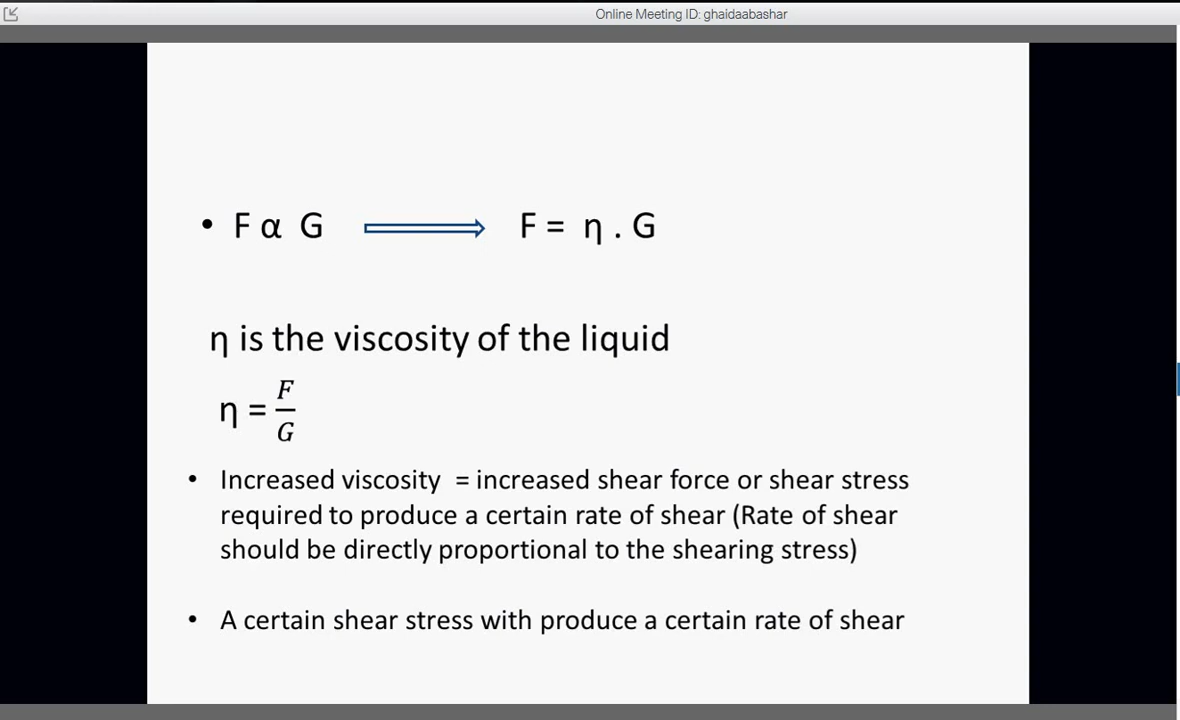 Online Meeting ID: ghaidaabashar
• F α G ⟹ F = η . G
η is the viscosity of the liquid
η = F/G
• Increased viscosity = increased shear force or shear stress
required to produce a certain rate of shear (Rate of shear
should be directly proportional to the shearing stress)
• A certain shear stress with produce a certain rate of shear